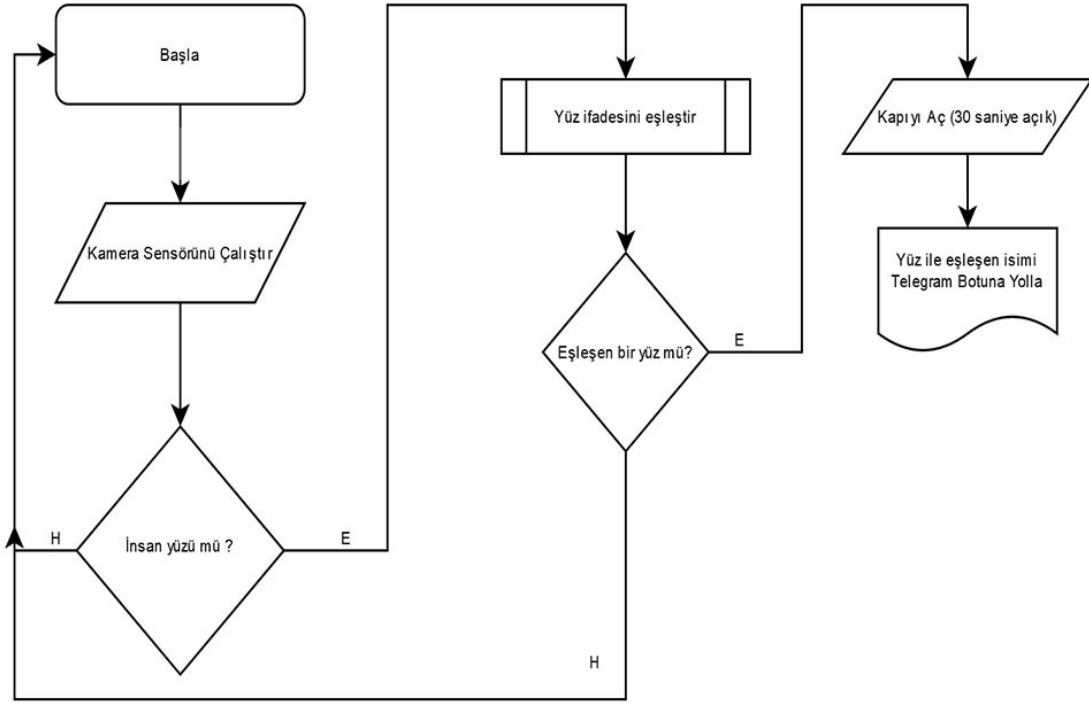 Başla
Kamera Sensörünü Çalıştır
İnsan yüzü mü ?
H
E
Yüz ifadesini eşleştir
Eşleşen bir yüz mü?
E
H
Kapıyı Aç (30 saniye açık)
Yüz ile eşleşen isimi
Telegram Botuna Yolla